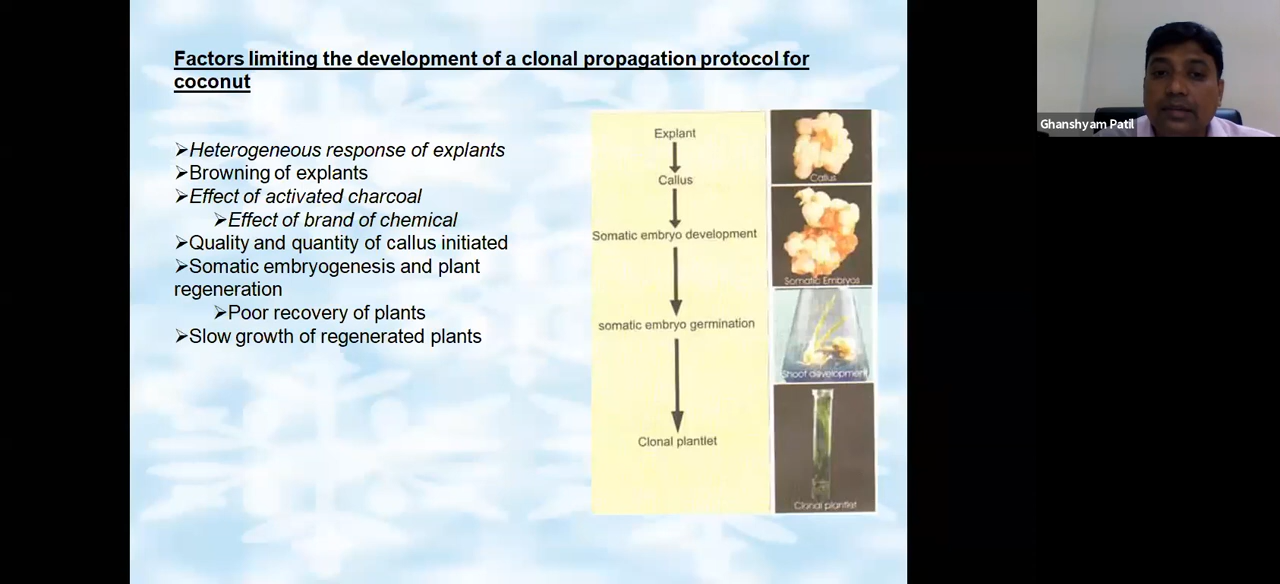 Factors limiting the development of a clonal propagation protocol for
coconut
➢Heterogeneous response of explants
➢Browning of explants
➢Effect of activated charcoal
➢Effect of brand of chemical
➢Quality and quantity of callus initiated
➢Somatic embryogenesis and plant
regeneration
➢Poor recovery of plants
➢Slow growth of regenerated plants
Explant
Callus
Somatic embryo development
somatic embryo germination
Clonal plantlet
Callus
Somatic Embryos
Shoot development
Clonal plantlet
Ghanshyam Patil